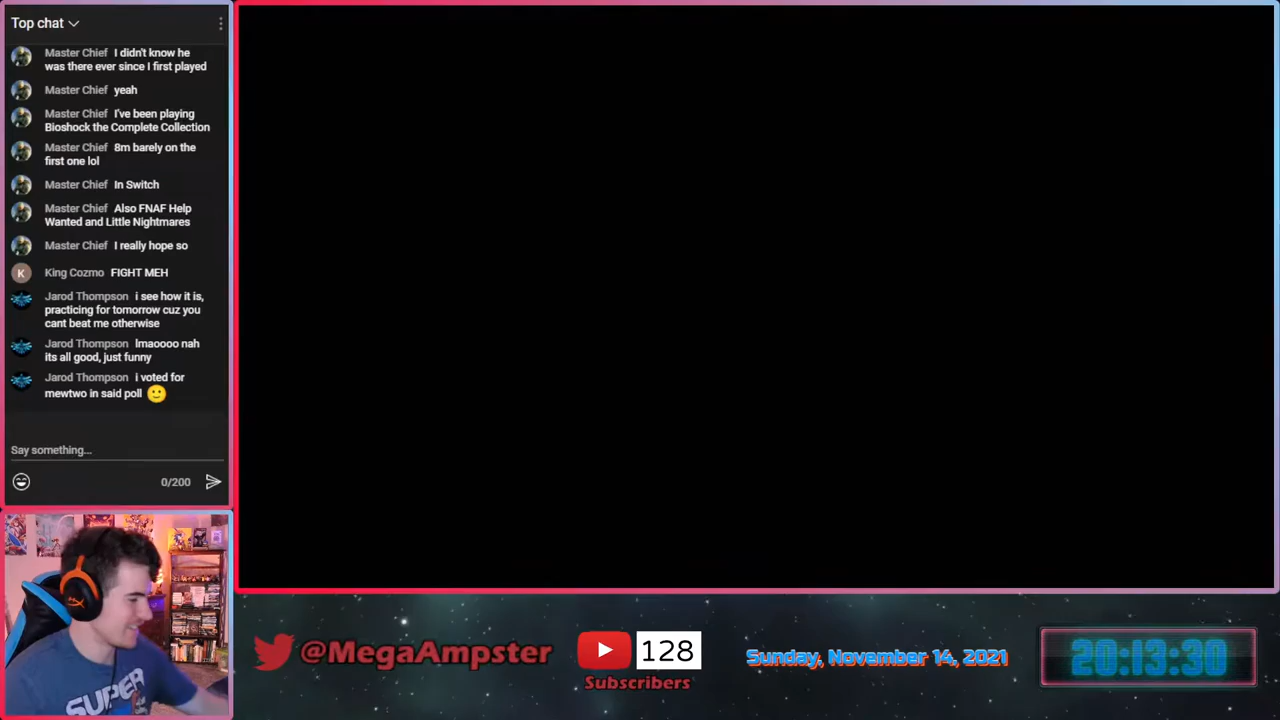 Top chat
Master Chief I didn't know he
was there ever since I first played
Master Chief yeah
Master Chief I've been playing
Bioshock the Complete Collection
Master Chief 8m barely on the
first one lol
Master Chief In Switch
Master Chief Also FNAF Help
Wanted and Little Nightmares
Master Chief I really hope so
K King Cozmo FIGHT MEH
Jarod Thompson i see how it is,
practicing for tomorrow cuz you
cant beat me otherwise
Jarod Thompson lmaoooo nah
its all good, just funny
Jarod Thompson i voted for
mewtwo in said poll
Say something...
0/200
SUPER
@MegaAmpster
128
Subscribers
Sunday, November 14, 2021
20:13:30